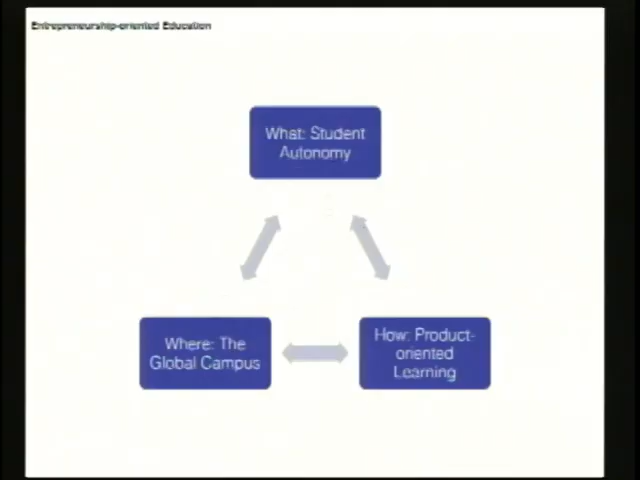 Entrepreneurship-oriented Education
What: Student
Autonomy
Where: The
Global Campus
How: Product-
oriented
Learning